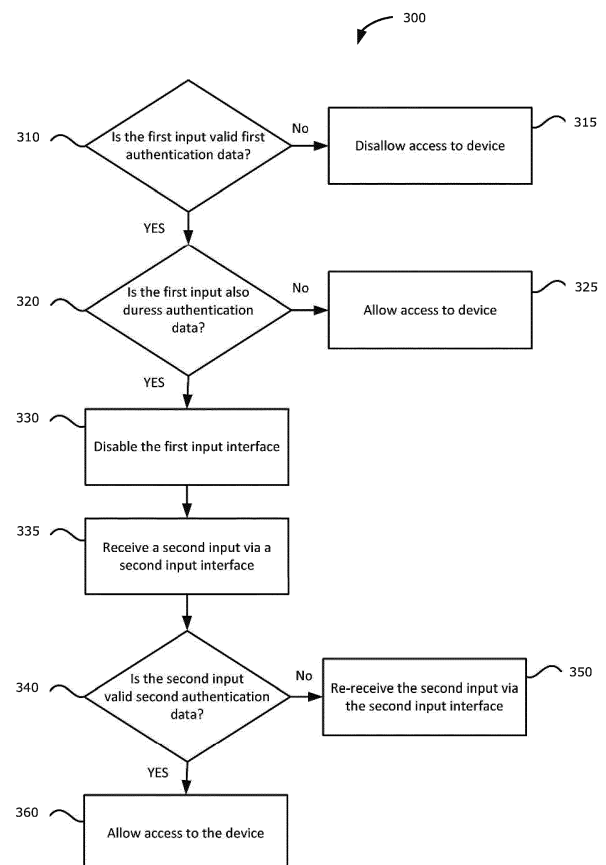 300
310
Is the first input valid first
authentication data?
No
Disallow access to device
315
YES
320
Is the first input also
duress authentication
data?
No
Allow access to device
325
YES
330
Disable the first input interface
335
Receive a second input via a
second input interface
340
Is the second input
valid second authentication
data?
No
Re-receive the second input via
the second input interface
350
YES
360
Allow access to the device